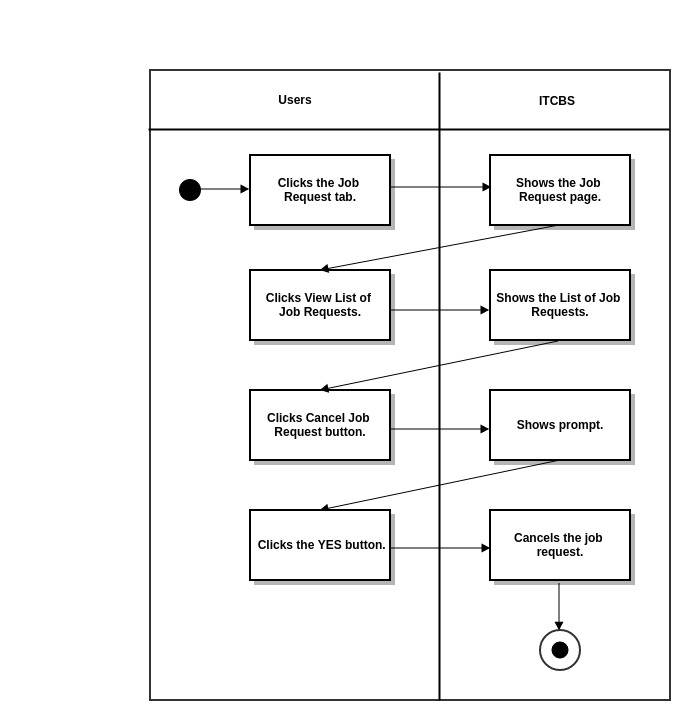 Users
ITCBS
Clicks the Job
Request tab.
Shows the Job
Request page.
Clicks View List of
Job Requests.
Shows the List of Job
Requests.
Clicks Cancel Job
Request button.
Shows prompt.
Clicks the YES button.
Cancels the job
request.